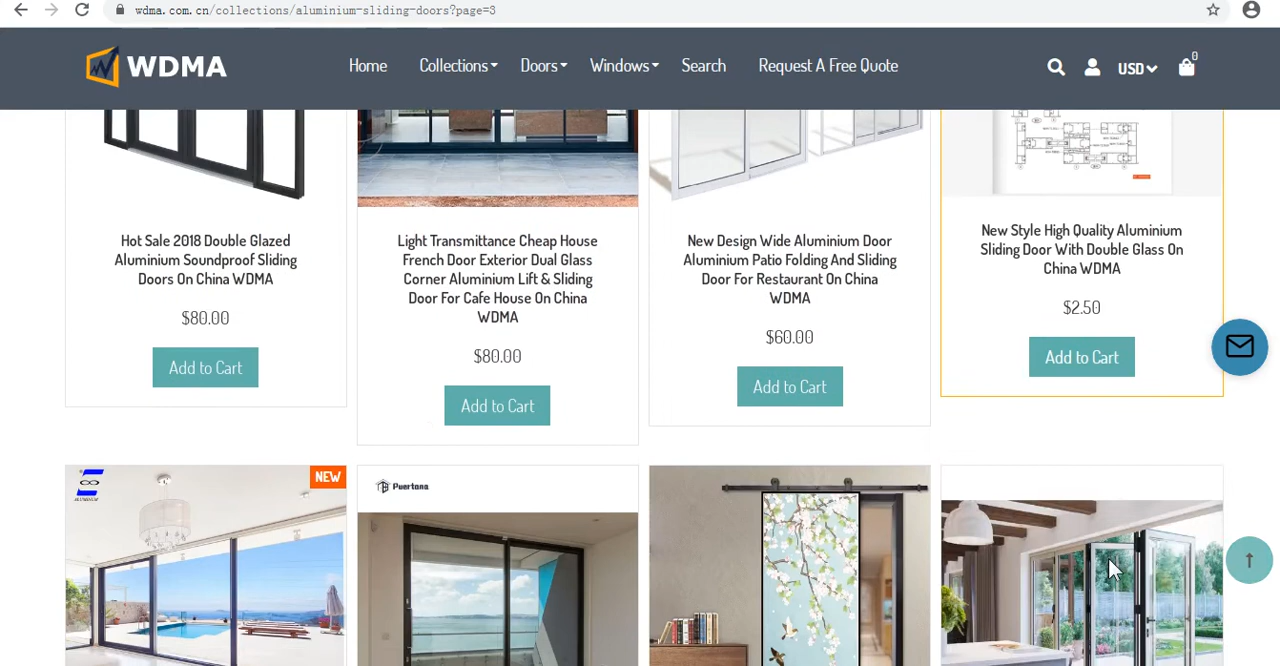 wdma.com.cn/collections/aluminium-sliding-doors?page=3
WDMA
Home
Collections
Doors
Windows
Search
Request A Free Quote
USD
0
Hot Sale 2018 Double Glazed
Aluminium Soundproof Sliding
Doors On China WDMA
$80.00
Add to Cart
Light Transmittance Cheap House
French Door Exterior Dual Glass
Corner Aluminium Lift & Sliding
Door For Cafe House On China
WDMA
$80.00
Add to Cart
New Design Wide Aluminium Door
Aluminium Patio Folding And Sliding
Door For Restaurant On China
WDMA
$60.00
Add to Cart
New Style High Quality Aluminium
Sliding Door With Double Glass On
China WDMA
$2.50
Add to Cart
NEW
Puertana